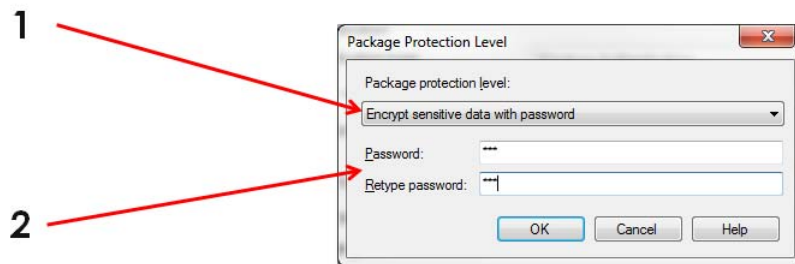 1
Package Protection Level
Package protection level:
Encrypt sensitive data with password
Password: ***
Retype password: ***
2
OK Cancel Help